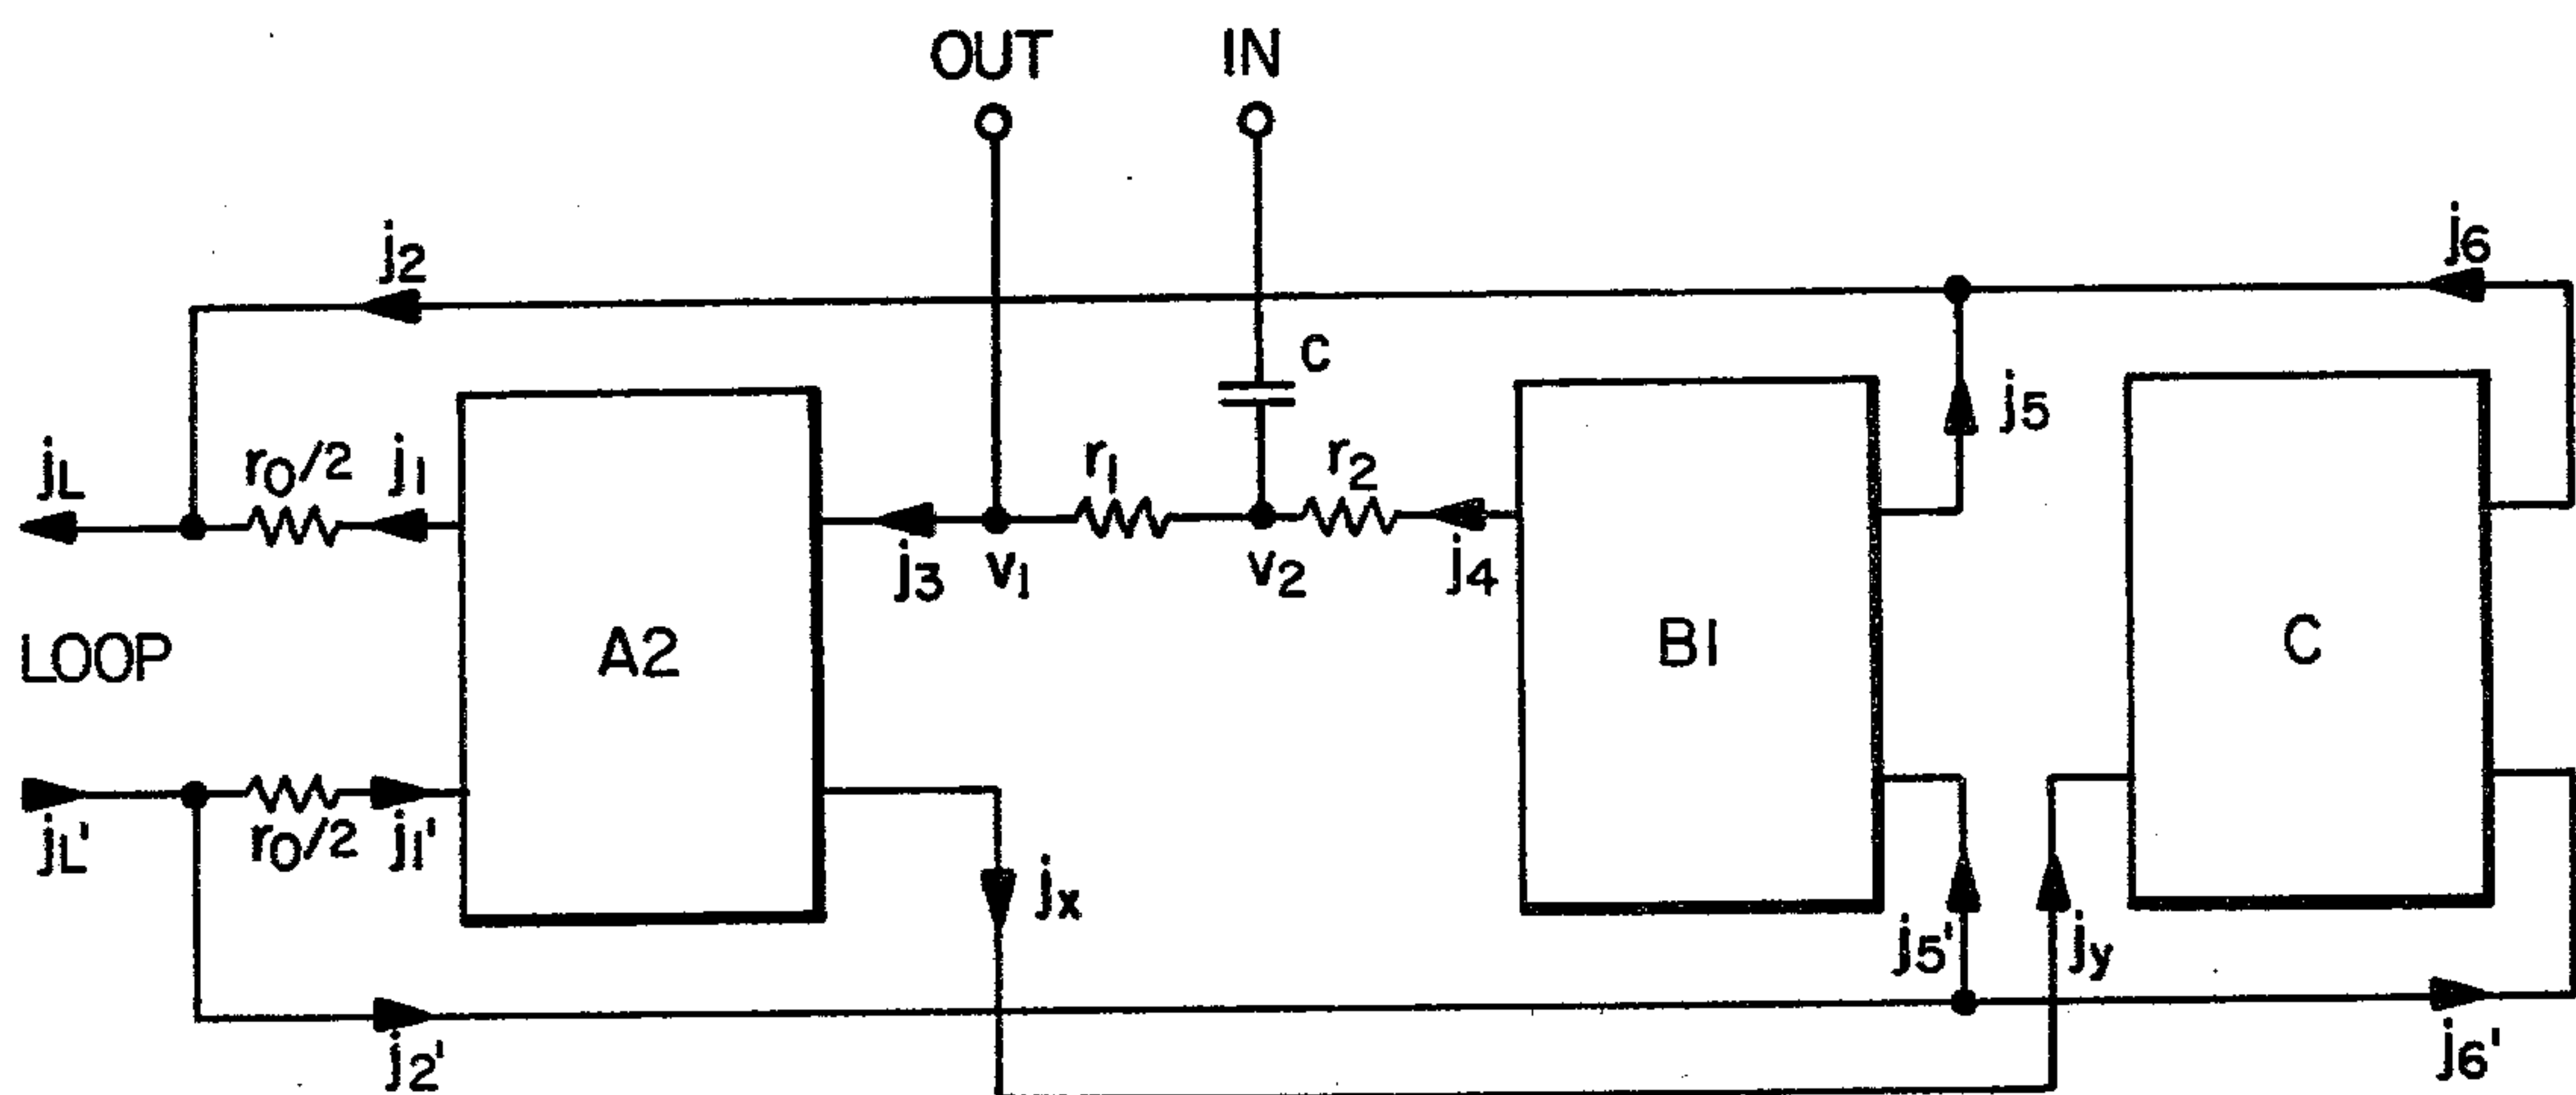 OUT IN
j2 j6
c
jL r0/2 j1 r1 r2 j5
j3 v1 v2 j4
LOOP A2 B1 C
jL' r0/2 j1' jx j5' jy
j2' j6'